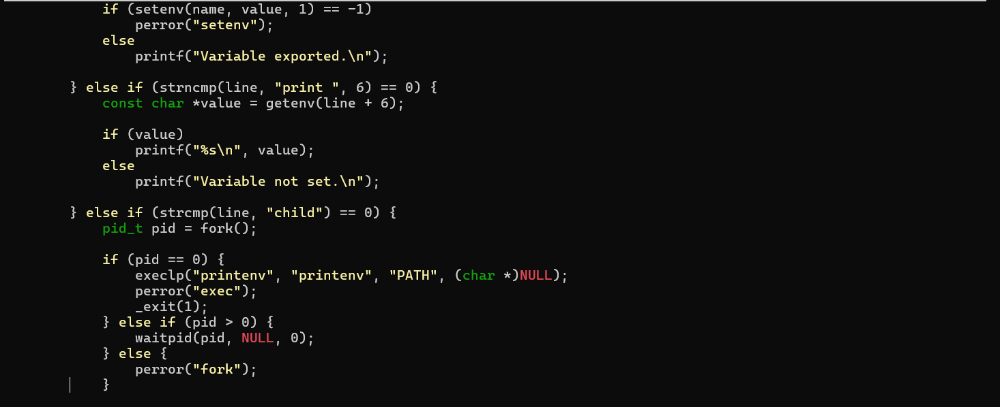 if (setenv(name, value, 1) == -1)
perror("setenv");
else
printf("Variable exported.\n");
} else if (strncmp(line, "print ", 6) == 0) {
const char *value = getenv(line + 6);
if (value)
printf("%s\n", value);
else
printf("Variable not set.\n");
} else if (strcmp(line, "child") == 0) {
pid_t pid = fork();
if (pid == 0) {
execlp("printenv", "printenv", "PATH", (char *)NULL);
perror("exec");
_exit(1);
} else if (pid > 0) {
waitpid(pid, NULL, 0);
} else {
perror("fork");
}